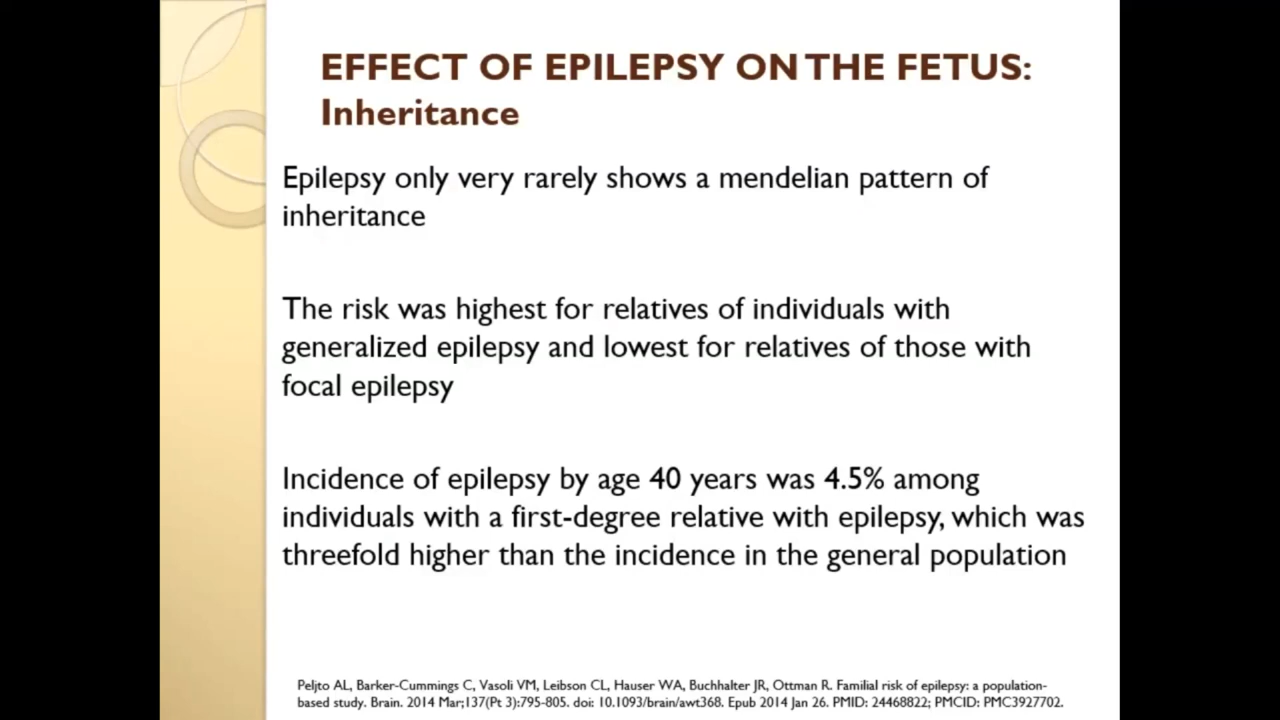 EFFECT OF EPILEPSY ON THE FETUS:
Inheritance
Epilepsy only very rarely shows a mendelian pattern of
inheritance
The risk was highest for relatives of individuals with
generalized epilepsy and lowest for relatives of those with
focal epilepsy
Incidence of epilepsy by age 40 years was 4.5% among
individuals with a first-degree relative with epilepsy, which was
threefold higher than the incidence in the general population
Peljto AL, Barker-Cummings C, Vasoli VM, Leibson CL, Hauser WA, Buchhalter JR, Ottman R. Familial risk of epilepsy: a population-
based study. Brain. 2014 Mar;137(Pt 3):795-805. doi: 10.1093/brain/awt368. Epub 2014 Jan 26. PMID: 24468822; PMCID: PMC3927702.